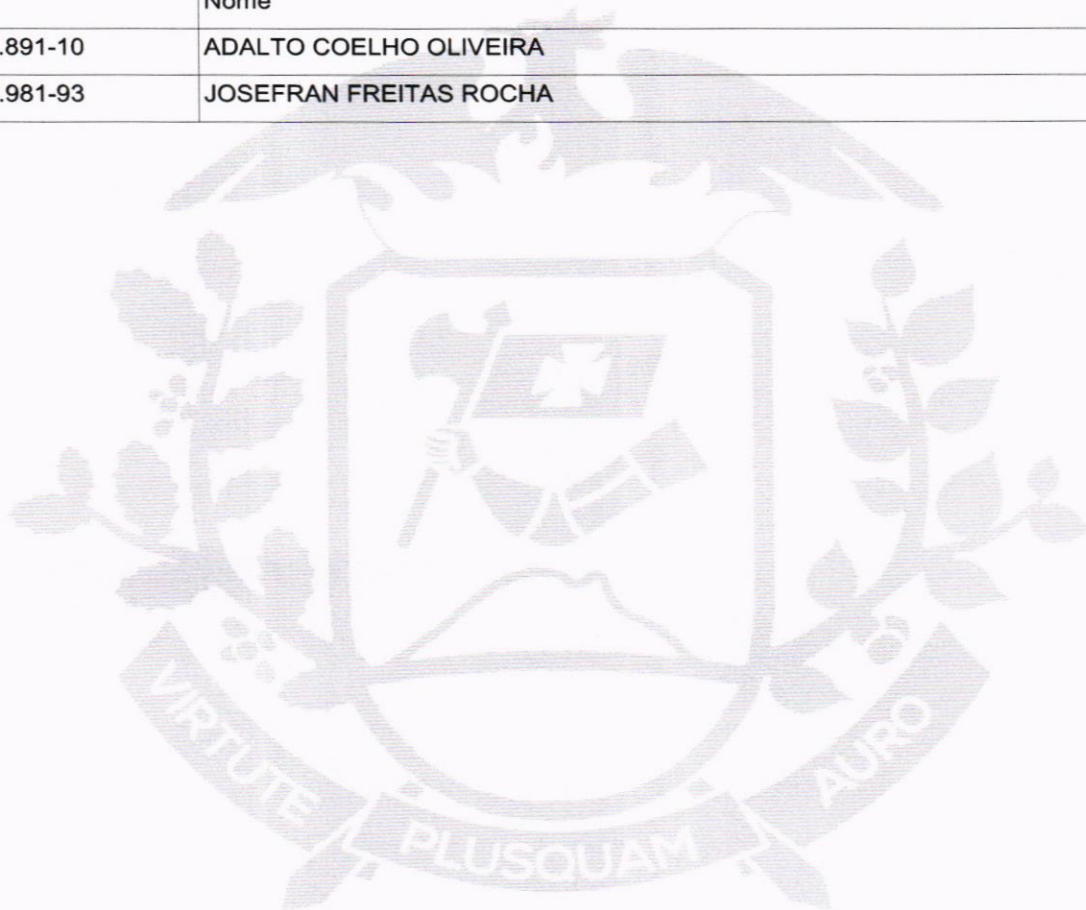 Nome
.891-10 ADALTO COELHO OLIVEIRA
.981-93 JOSEFRAN FREITAS ROCHA
VIRTUTE PLUSQUAM AURO